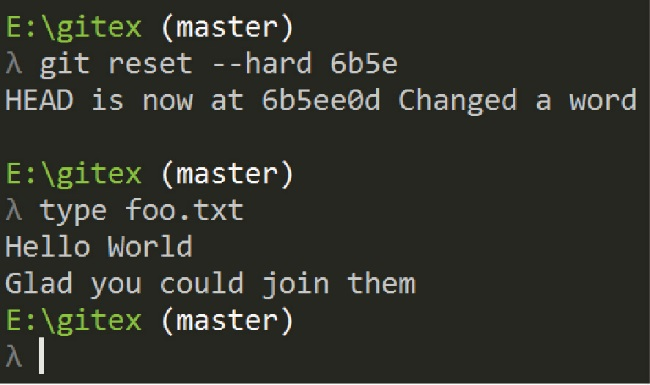 E:\gitex (master)
λ git reset --hard 6b5e
HEAD is now at 6b5ee0d Changed a word
E:\gitex (master)
λ type foo.txt
Hello World
Glad you could join them
E:\gitex (master)
λ